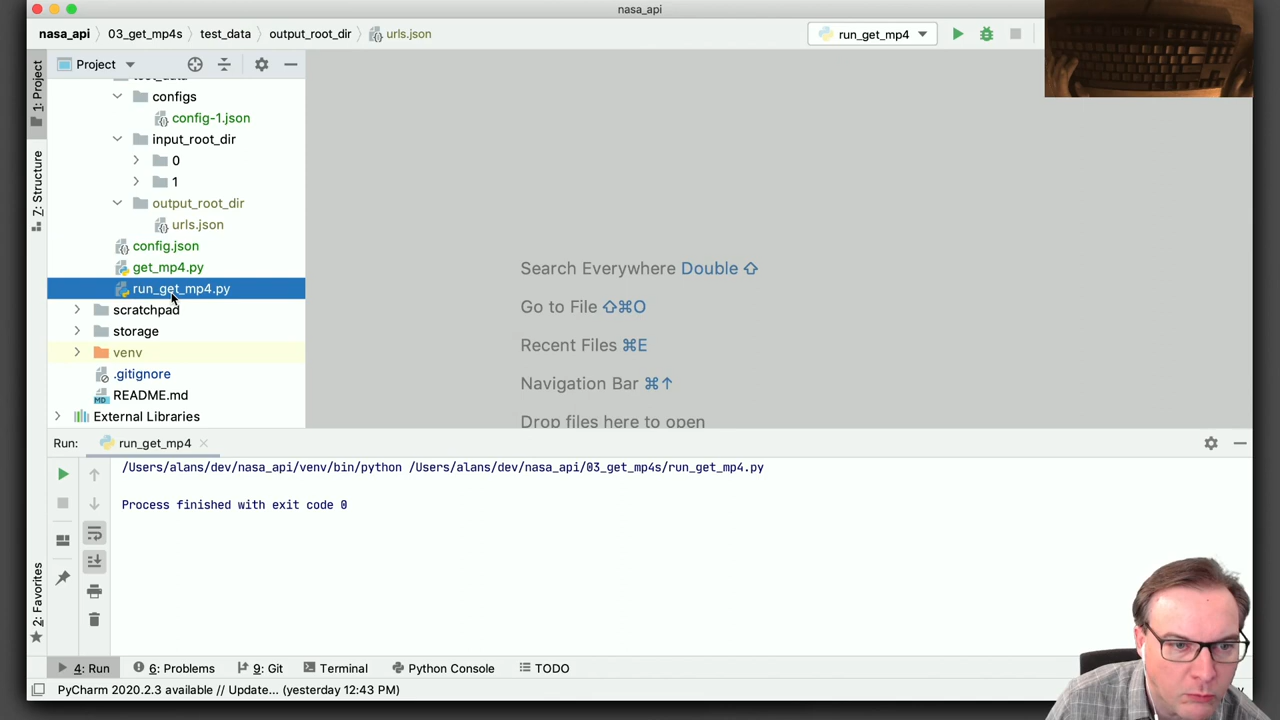 nasa_api
nasa_api 03_get_mp4s test_data output_root_dir urls.json
run_get_mp4
1: Project
Project
configs
config-1.json
input_root_dir
0
1
output_root_dir
urls.json
config.json
get_mp4.py
run_get_mp4.py
scratchpad
storage
venv
.gitignore
README.md
External Libraries
Z: Structure
2: Favorites
Search Everywhere Double ⇧
Go to File ⇧⌘O
Recent Files ⌘E
Navigation Bar ⌘↑
Drop files here to open
Run: run_get_mp4
/Users/alans/dev/nasa_api/venv/bin/python /Users/alans/dev/nasa_api/03_get_mp4s/run_get_mp4.py
Process finished with exit code 0
4: Run 6: Problems 9: Git Terminal Python Console TODO
PyCharm 2020.2.3 available // Update... (yesterday 12:43 PM)